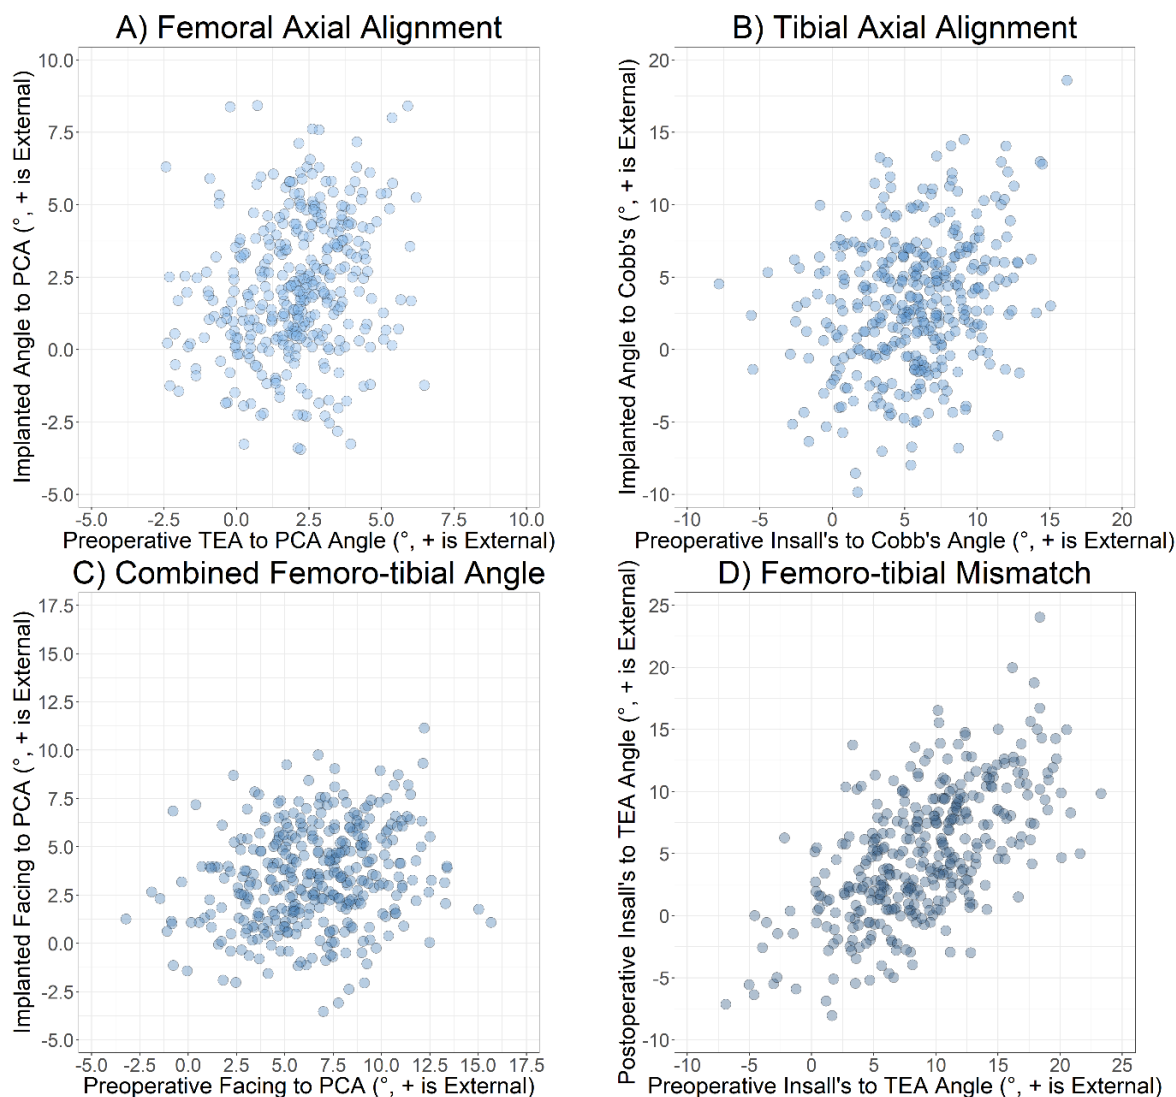 A) Femoral Axial Alignment
Implanted Angle to PCA (°, + is External)
10.0
7.5
5.0
2.5
0.0
-2.5
-5.0
-5.0 -2.5 0.0 2.5 5.0 7.5 10.0
Preoperative TEA to PCA Angle (°, + is External)
B) Tibial Axial Alignment
Implanted Angle to Cobb's (°, + is External)
20
15
10
5
0
-5
-10
-10 -5 0 5 10 15 20
Preoperative Insall's to Cobb's Angle (°, + is External)
C) Combined Femoro-tibial Angle
Implanted Facing to PCA (°, + is External)
17.5
15.0
12.5
10.0
7.5
5.0
2.5
0.0
-2.5
-5.0
-5.0 -2.5 0.0 2.5 5.0 7.5 10.0 12.5 15.0 17.5
Preoperative Facing to PCA (°, + is External)
D) Femoro-tibial Mismatch
Postoperative Insall's to TEA Angle (°, + is External)
25
20
15
10
5
0
-5
-10
-10 -5 0 5 10 15 20 25
Preoperative Insall's to TEA Angle (°, + is External)